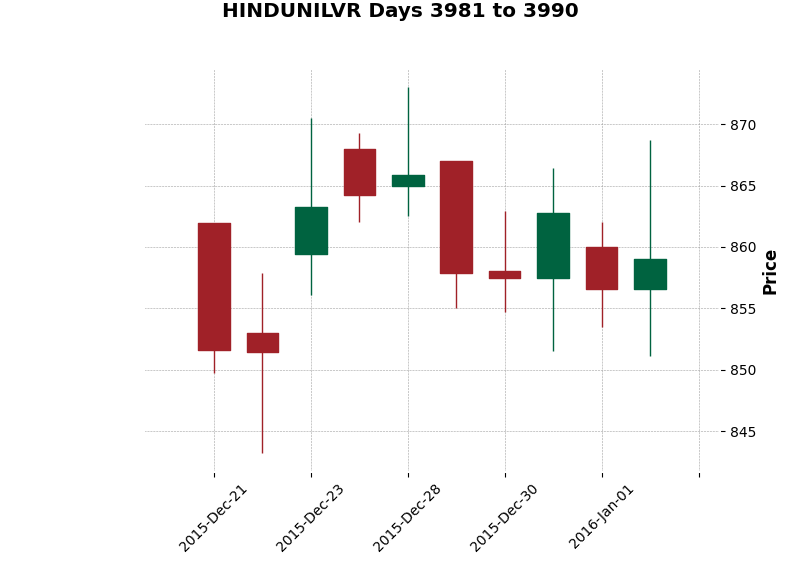 HINDUNILVR Days 3981 to 3990
870
865
860
855
850
845
Price
2015-Dec-21
2015-Dec-23
2015-Dec-28
2015-Dec-30
2016-Jan-01